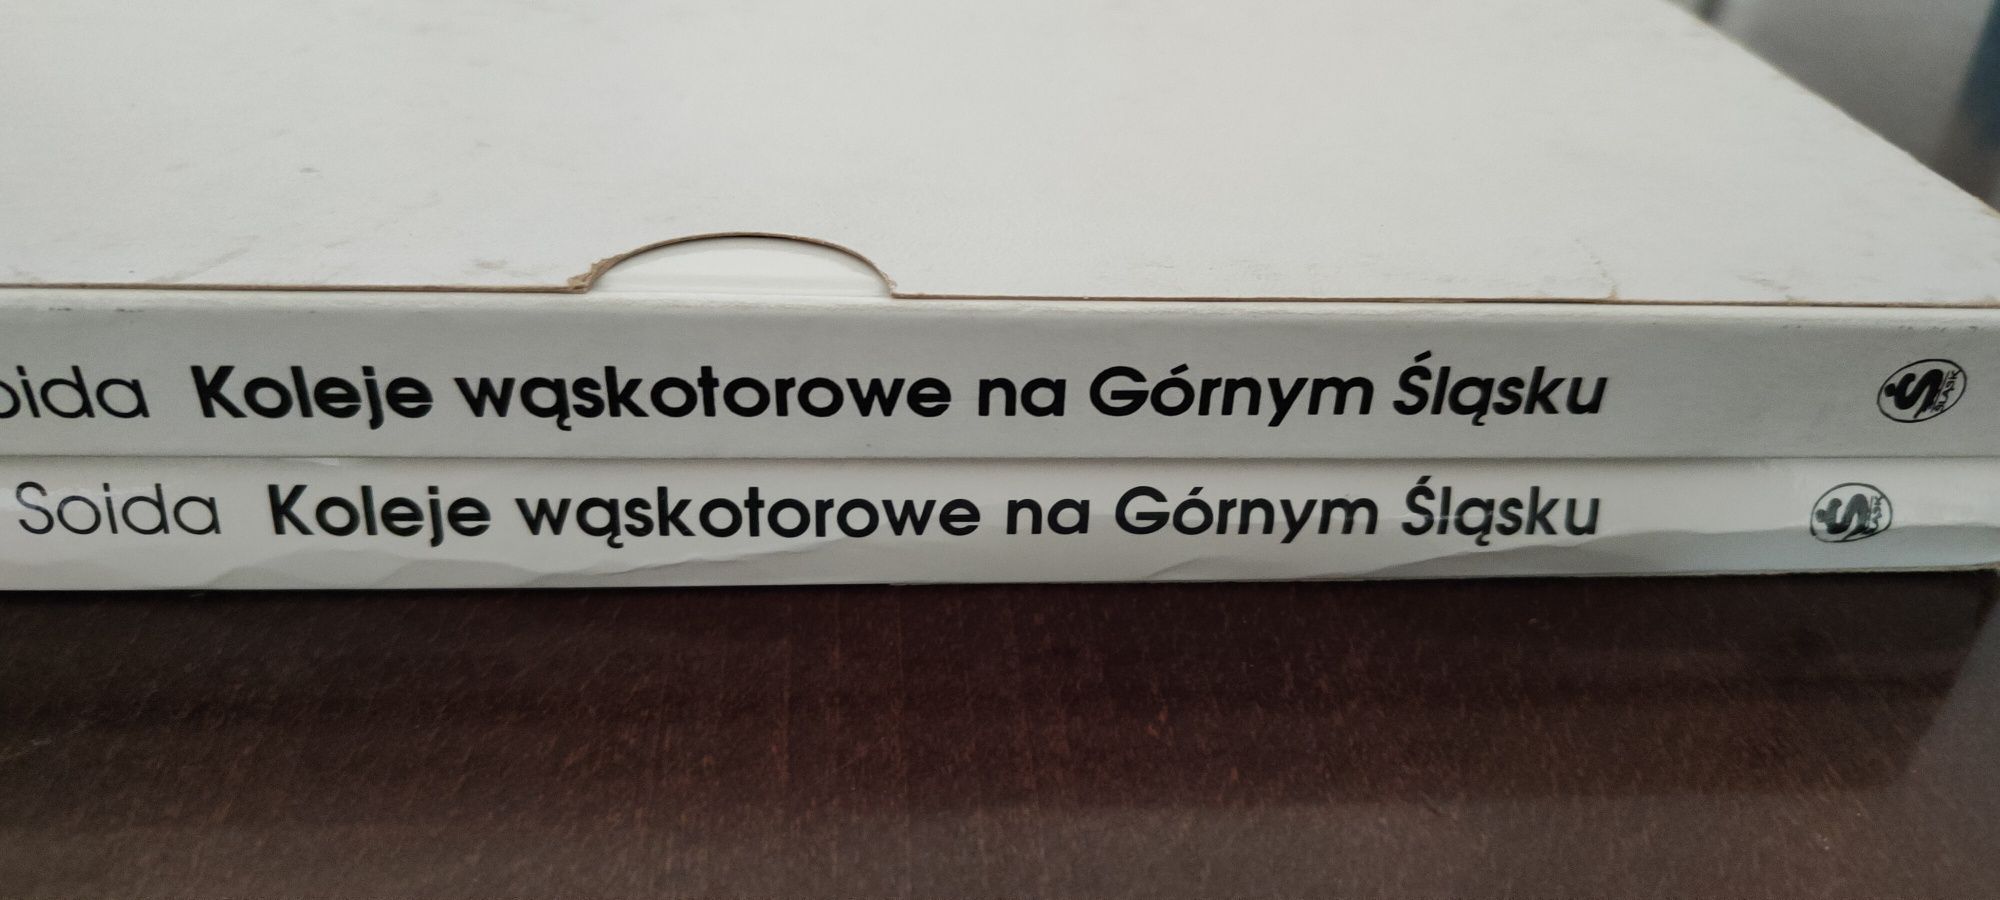 Koleje wąskotorowe na Górnym Śląsku
Soida Koleje wąskotorowe na Górnym Śląsku